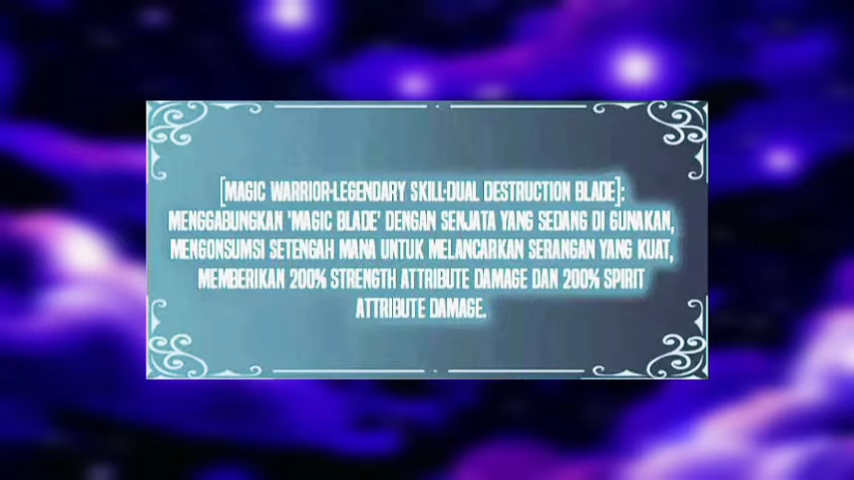 [MAGIC WARRIOR-LEGENDARY SKILL-DUAL DESTRUCTION BLADE]:
MENGGABUNGKAN 'MAGIC BLADE' DENGAN SENJATA YANG SEDANG DI GUNAKAN,
MENGONSUMSI SETENGAH MANA UNTUK MELANCARKAN SERANGAN YANG KUAT,
MEMBERIKAN 200% STRENGTH ATTRIBUTE DAMAGE DAN 200% SPIRIT
ATTRIBUTE DAMAGE.